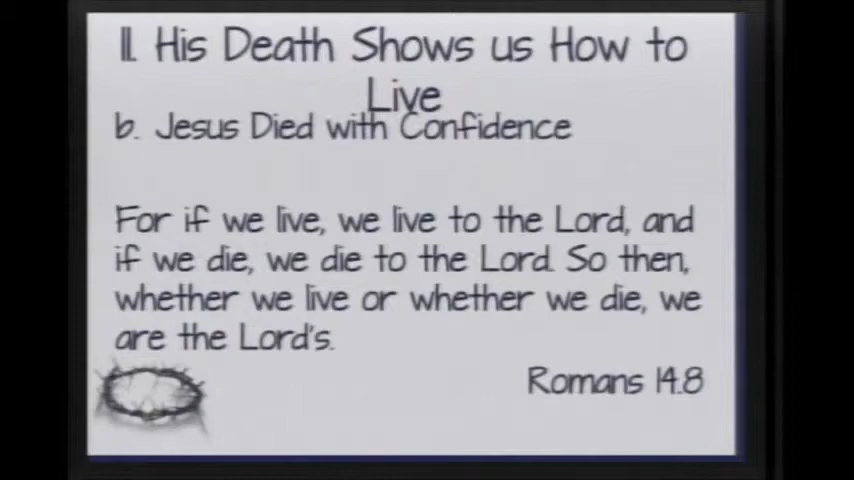 II. His Death Shows us How to
Live
b. Jesus Died with Confidence
For if we live, we live to the Lord, and
if we die, we die to the Lord. So then,
whether we live or whether we die, we
are the Lord's.
Romans 14:8